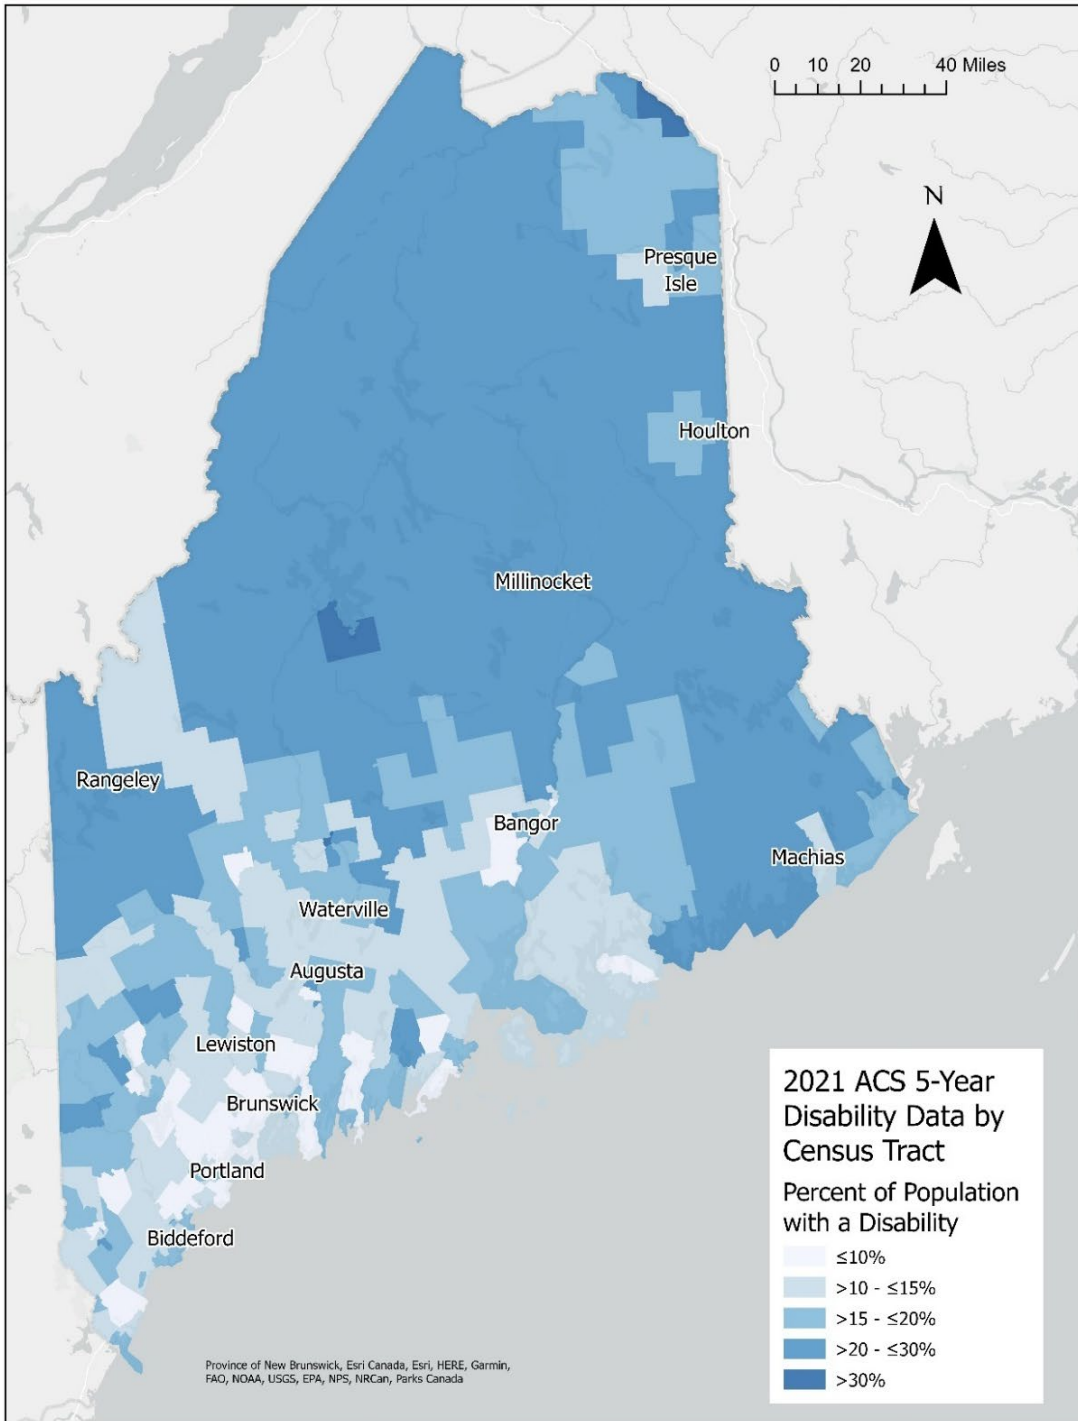 0 10 20 40 Miles
N
Presque
Isle
Houlton
Millinocket
Rangeley
Bangor
Machias
Waterville
Augusta
Lewiston
Brunswick
Portland
Biddeford
2021 ACS 5-Year
Disability Data by
Census Tract
Percent of Population
with a Disability
≤10%
>10 - ≤15%
>15 - ≤20%
>20 - ≤30%
>30%
Province of New Brunswick, Esri Canada, Esri, HERE, Garmin,
FAO, NOAA, USGS, EPA, NPS, NRCan, Parks Canada